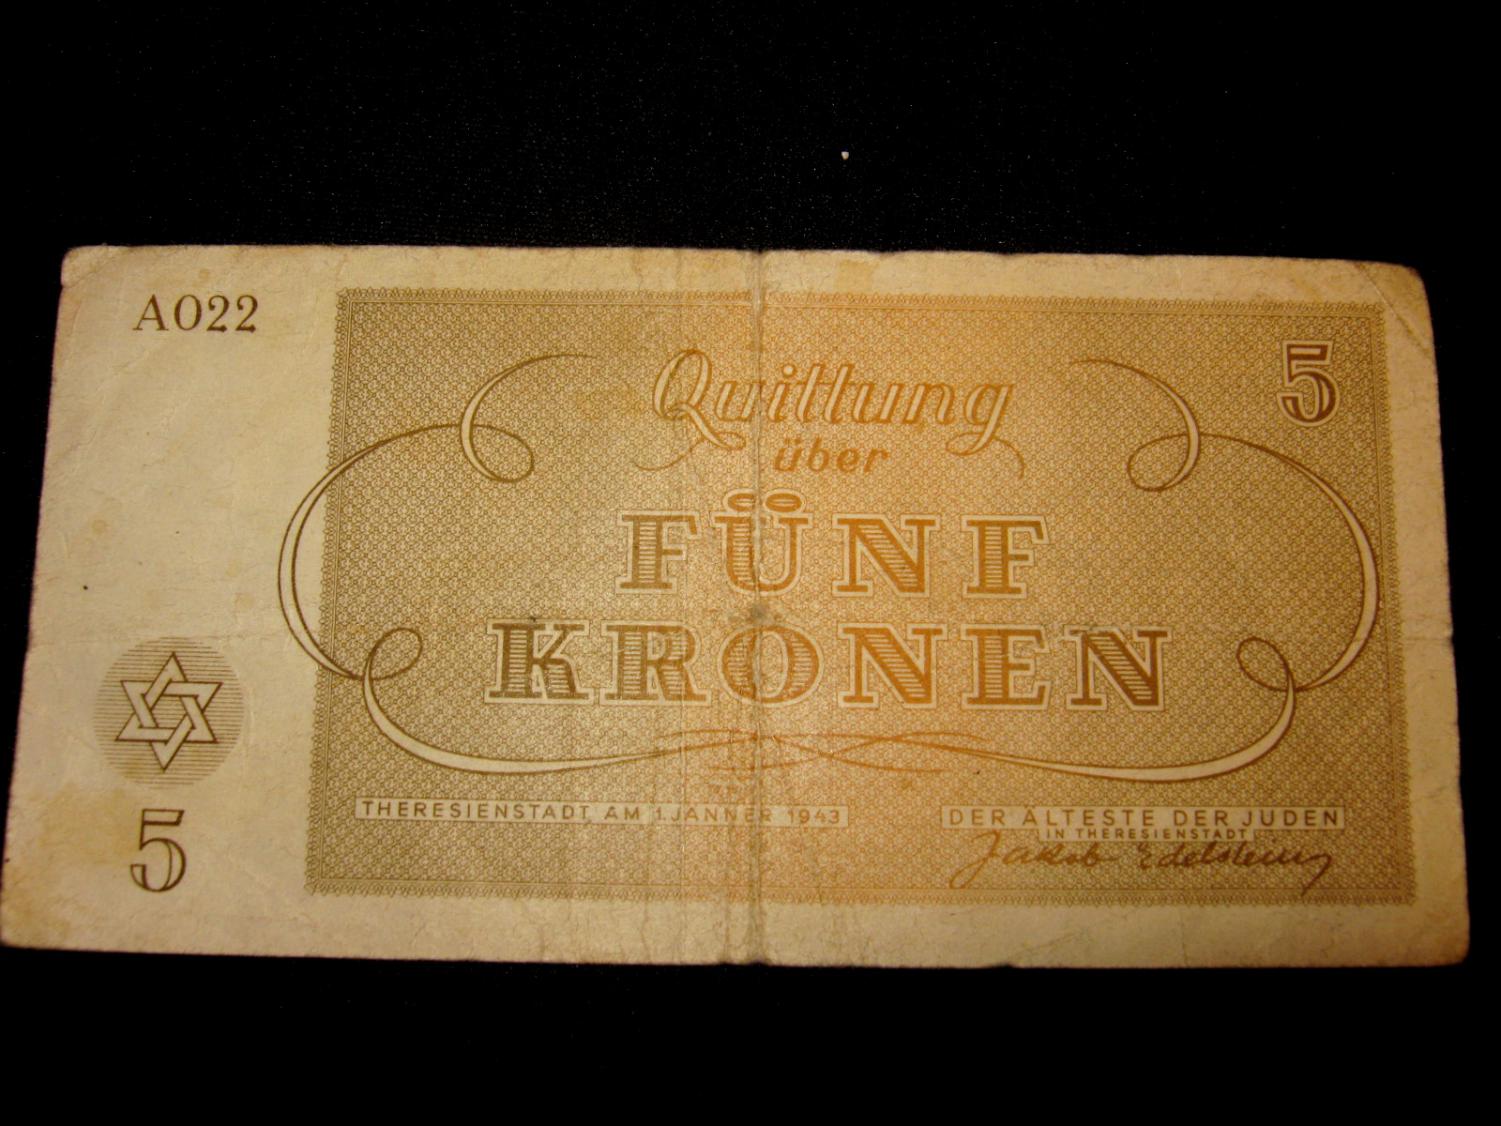 A022
5
Quittung
über
FÜNF
KRONEN
THERESIENSTADT AM 1. JÄNNER 1943
DER ÄLTESTE DER JUDEN
IN THERESIENSTADT
Jakob Edelstein
5